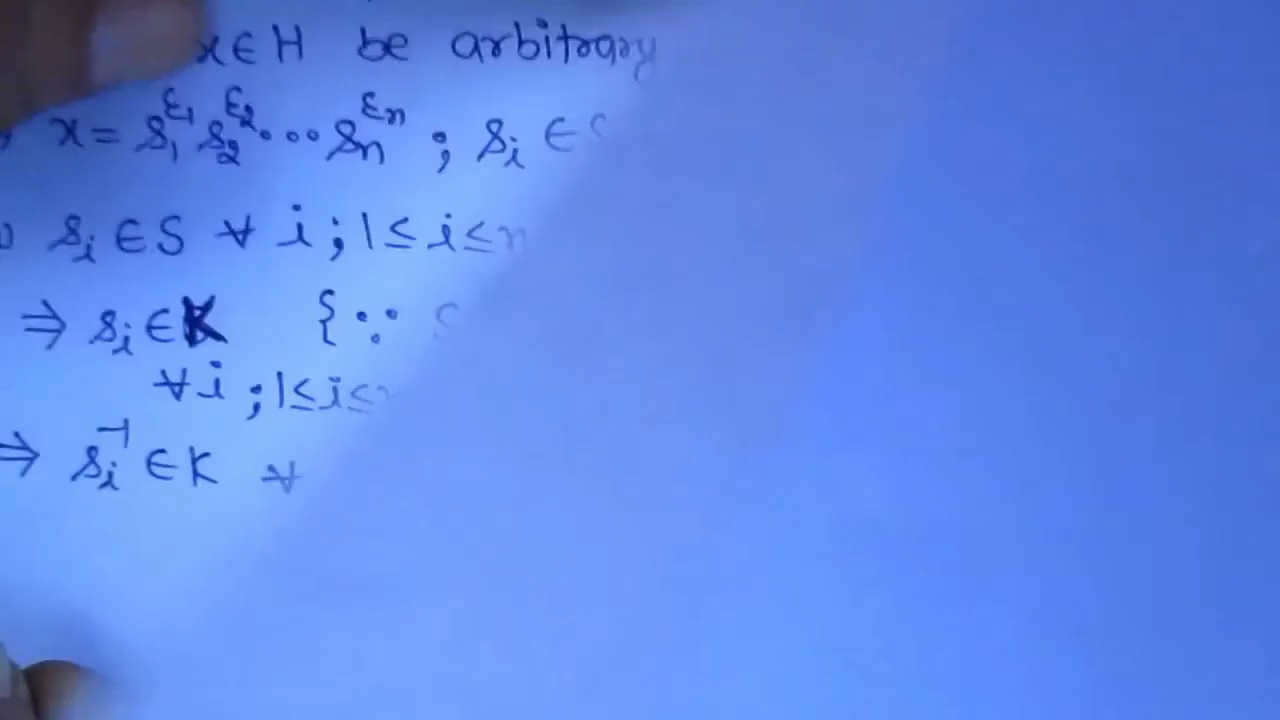 x∈H be arbitrary
x = s₁^ε₁ s₂^ε₂ ... sₙ^εₙ ; sᵢ ∈
sᵢ ∈ S ∀ i ; 1 ≤ i ≤ n
⇒ sᵢ ∈ K {∵
∀i ; 1 ≤ i ≤
⇒ sᵢ⁻¹ ∈ K ∀